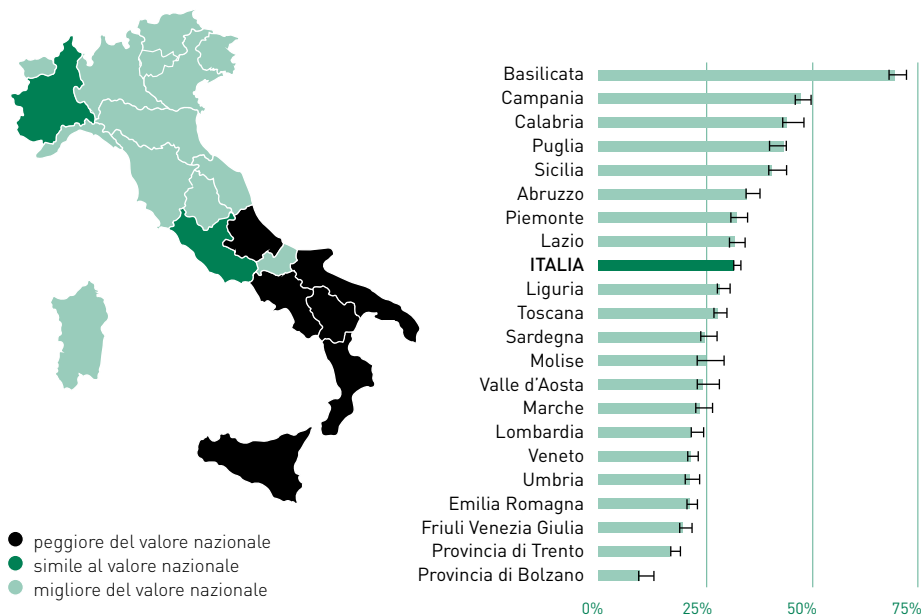 Basilicata
Campania
Calabria
Puglia
Sicilia
Abruzzo
Piemonte
Lazio
ITALIA
Liguria
Toscana
Sardegna
Molise
Valle d'Aosta
Marche
Lombardia
Veneto
Umbria
Emilia Romagna
Friuli Venezia Giulia
Provincia di Trento
Provincia di Bolzano
0% 25% 50% 75%
peggiore del valore nazionale
simile al valore nazionale
migliore del valore nazionale